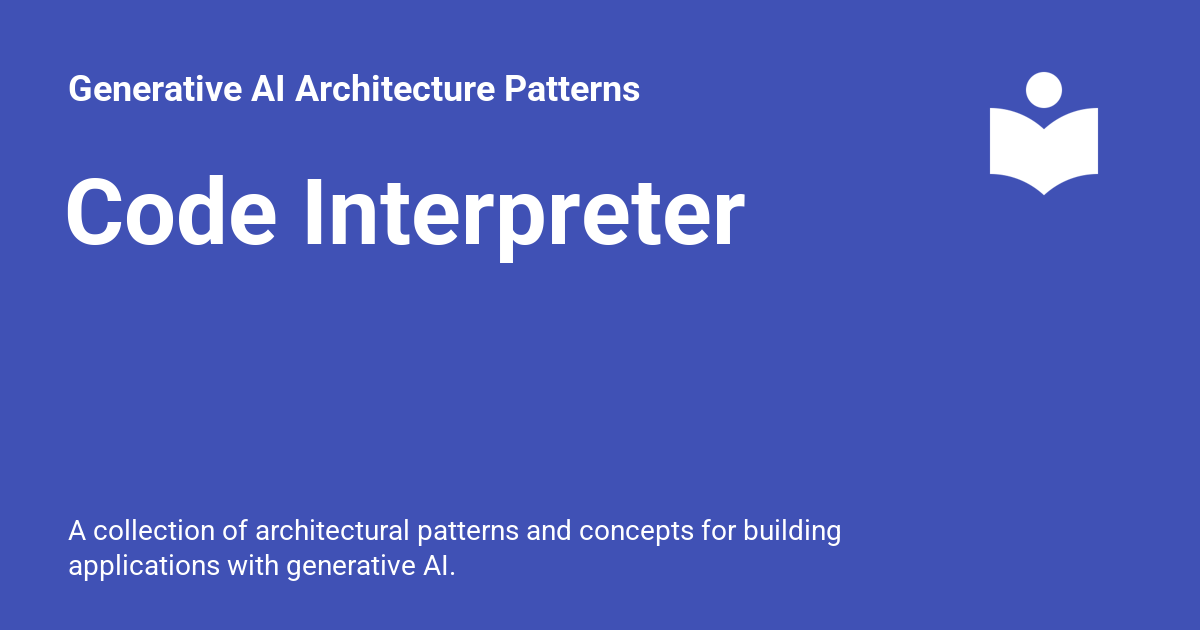 Generative AI Architecture Patterns
Code Interpreter
A collection of architectural patterns and concepts for building
applications with generative AI.